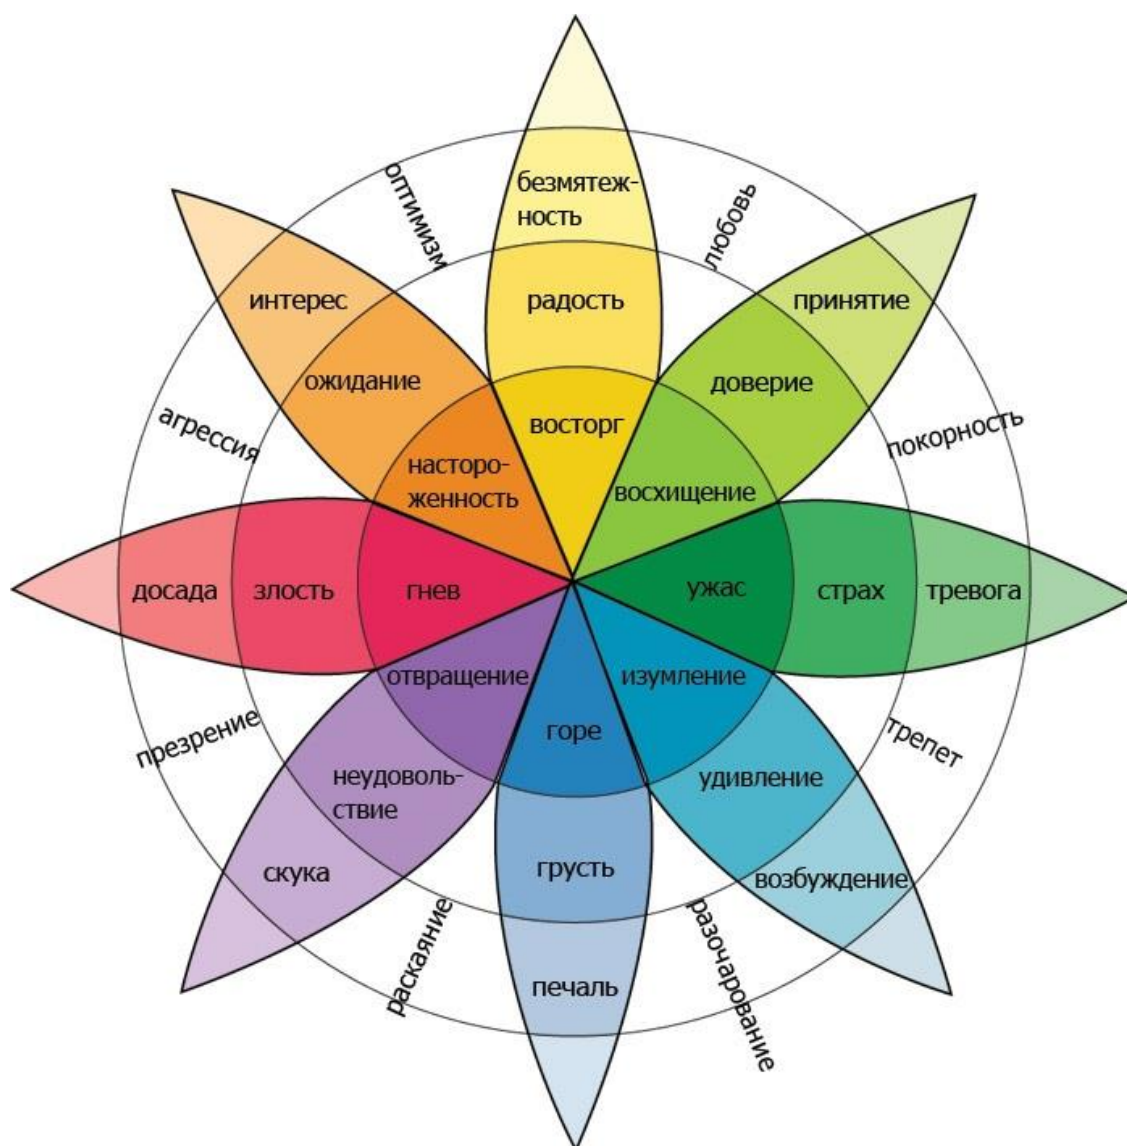 оптимизм
безмятеж-
ность
любовь
интерес
радость
принятие
ожидание
доверие
агрессия
восторг
покорность
насторо-
женность
восхищение
досада
злость
гнев
ужас
страх
тревога
отвращение
изумление
презрение
горе
трепет
неудоволь-
ствие
удивление
скука
грусть
возбуждение
раскаяние
печаль
разочарование